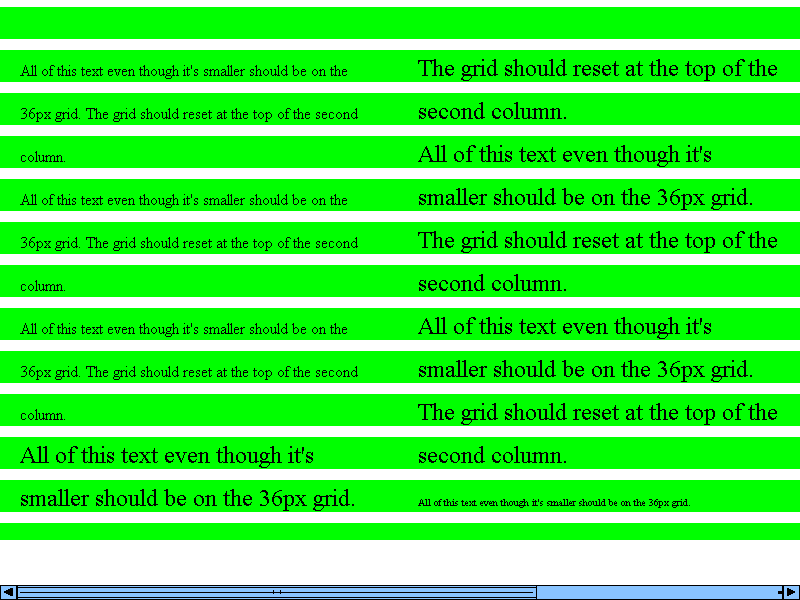 All of this text even though it's smaller should be on the
36px grid. The grid should reset at the top of the second
column.
All of this text even though it's smaller should be on the
36px grid. The grid should reset at the top of the second
column.
All of this text even though it's smaller should be on the
36px grid. The grid should reset at the top of the second
column.
All of this text even though it's
smaller should be on the 36px grid.
The grid should reset at the top of the
second column.
All of this text even though it's
smaller should be on the 36px grid.
The grid should reset at the top of the
second column.
All of this text even though it's
smaller should be on the 36px grid.
The grid should reset at the top of the
second column.
All of this text even though it's smaller should be on the 36px grid.